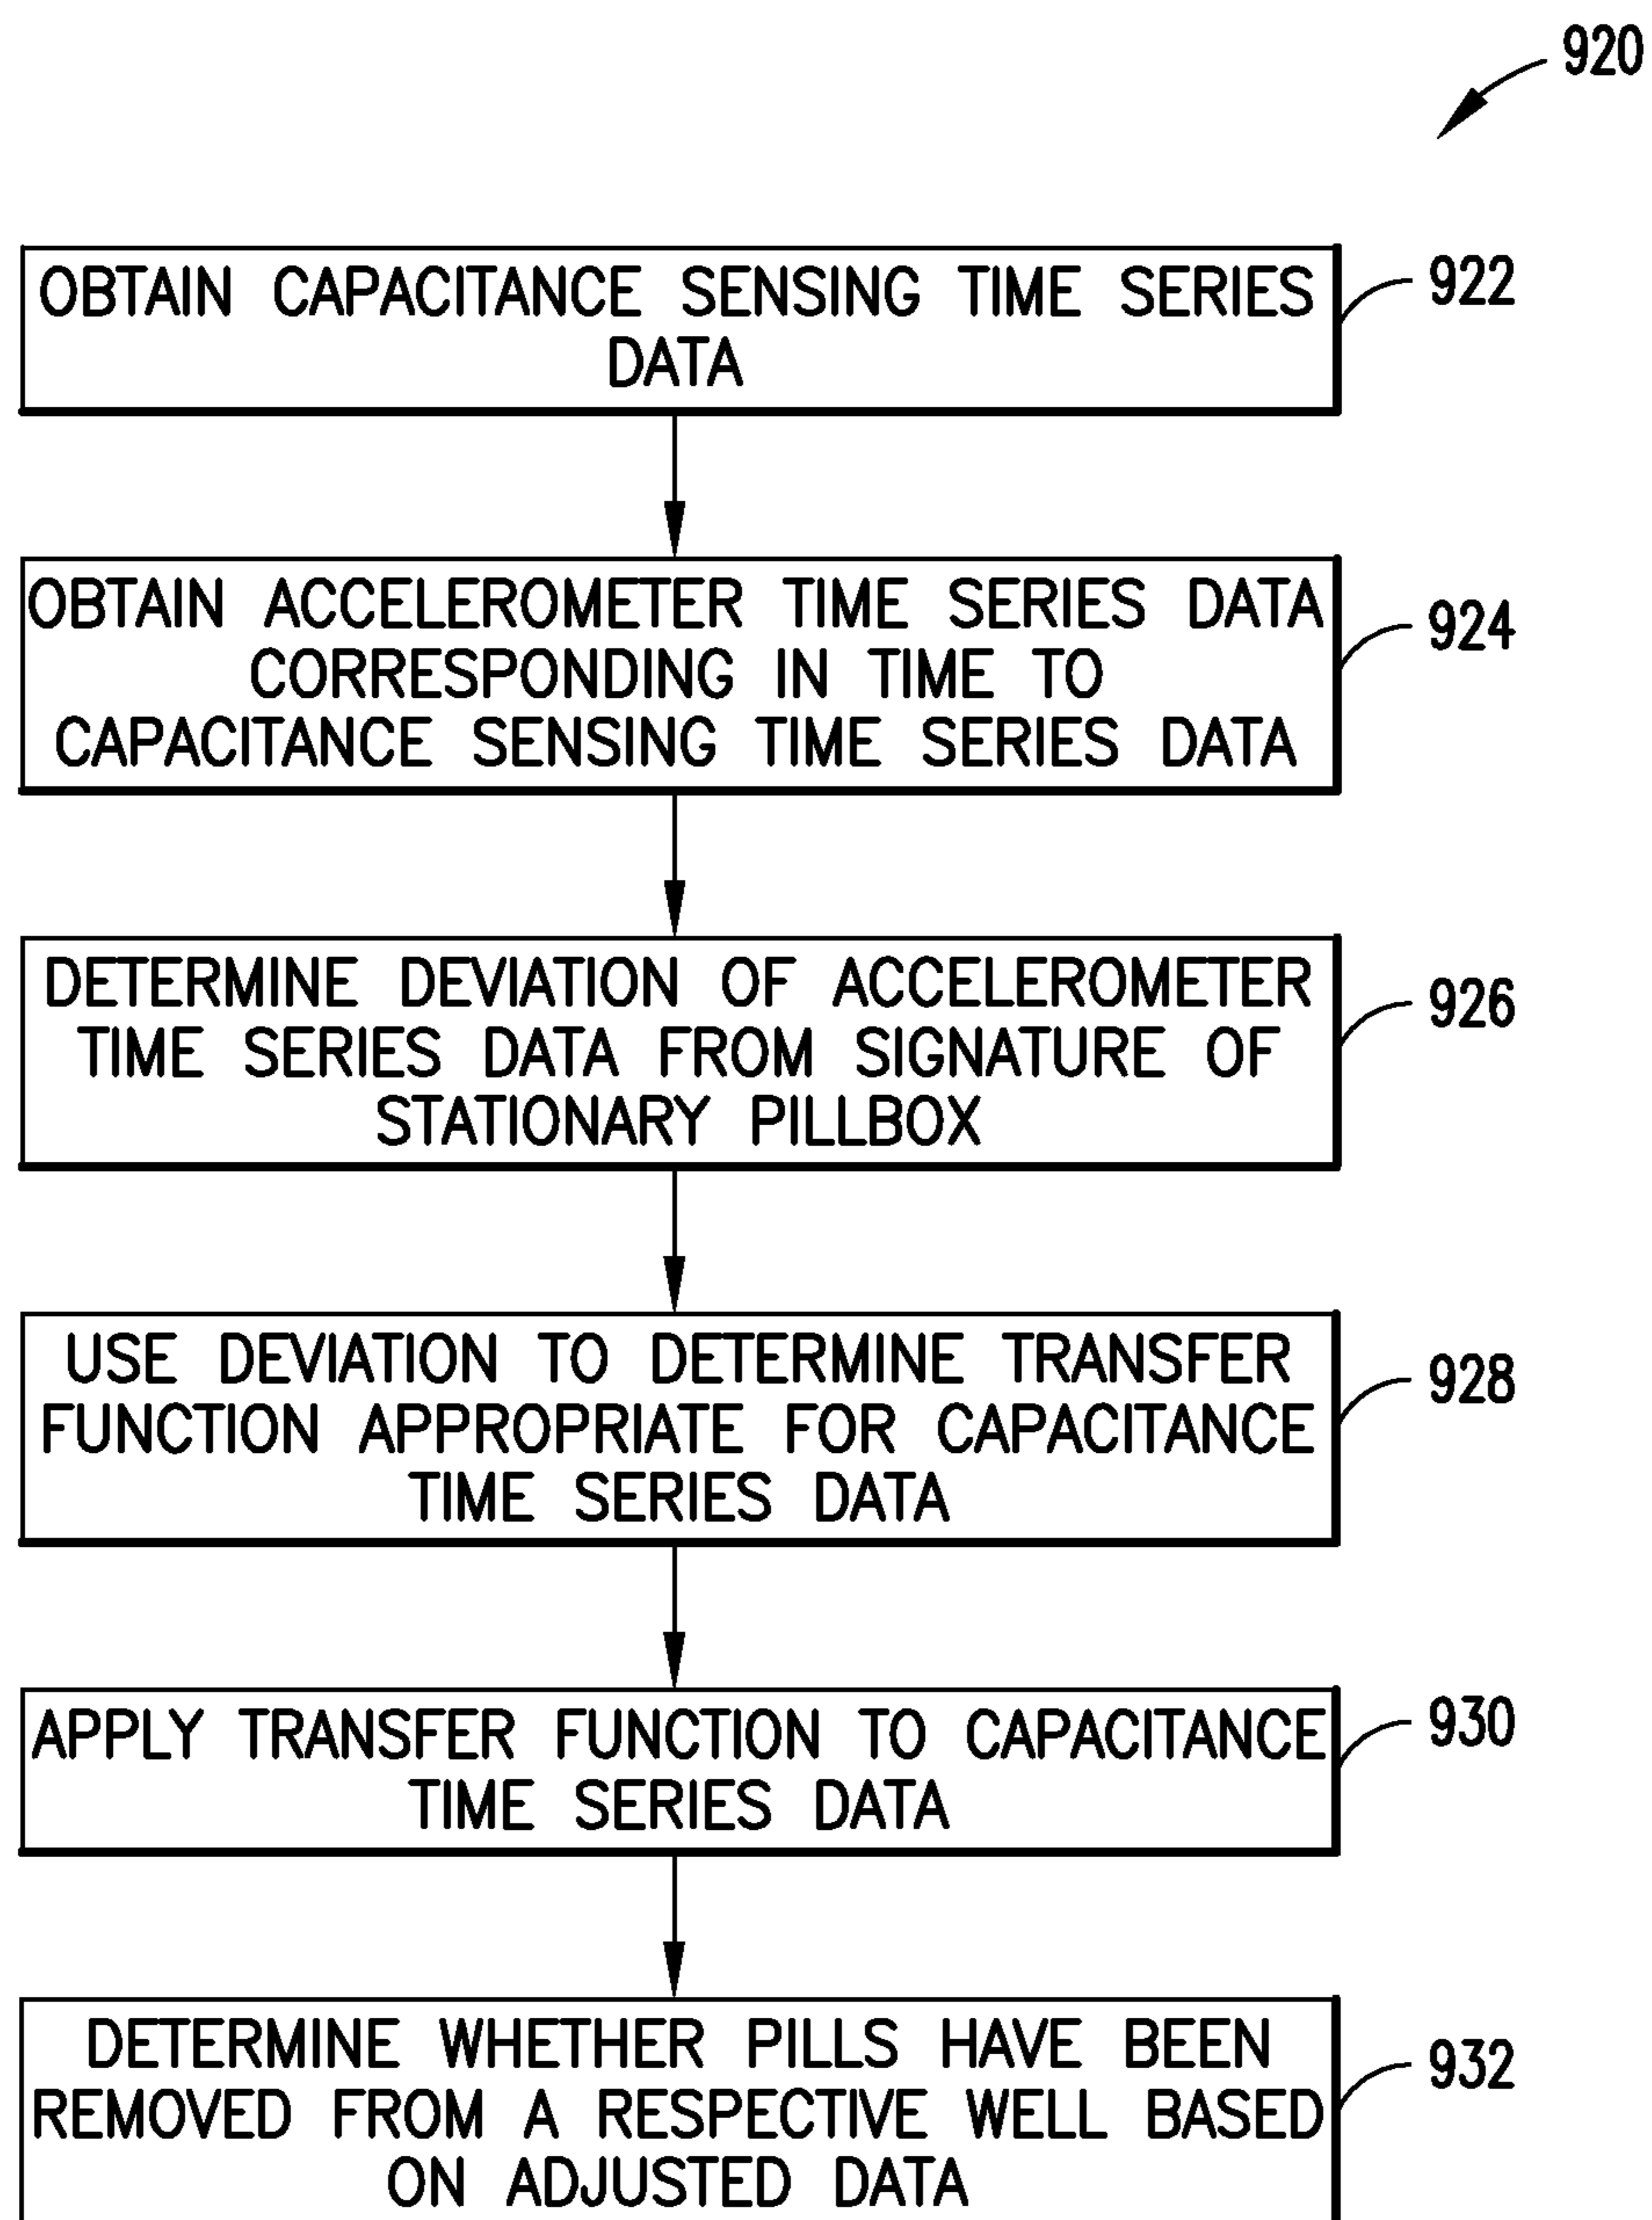 920
OBTAIN CAPACITANCE SENSING TIME SERIES
DATA
922
OBTAIN ACCELEROMETER TIME SERIES DATA
CORRESPONDING IN TIME TO
CAPACITANCE SENSING TIME SERIES DATA
924
DETERMINE DEVIATION OF ACCELEROMETER
TIME SERIES DATA FROM SIGNATURE OF
STATIONARY PILLBOX
926
USE DEVIATION TO DETERMINE TRANSFER
FUNCTION APPROPRIATE FOR CAPACITANCE
TIME SERIES DATA
928
APPLY TRANSFER FUNCTION TO CAPACITANCE
TIME SERIES DATA
930
DETERMINE WHETHER PILLS HAVE BEEN
REMOVED FROM A RESPECTIVE WELL BASED
ON ADJUSTED DATA
932